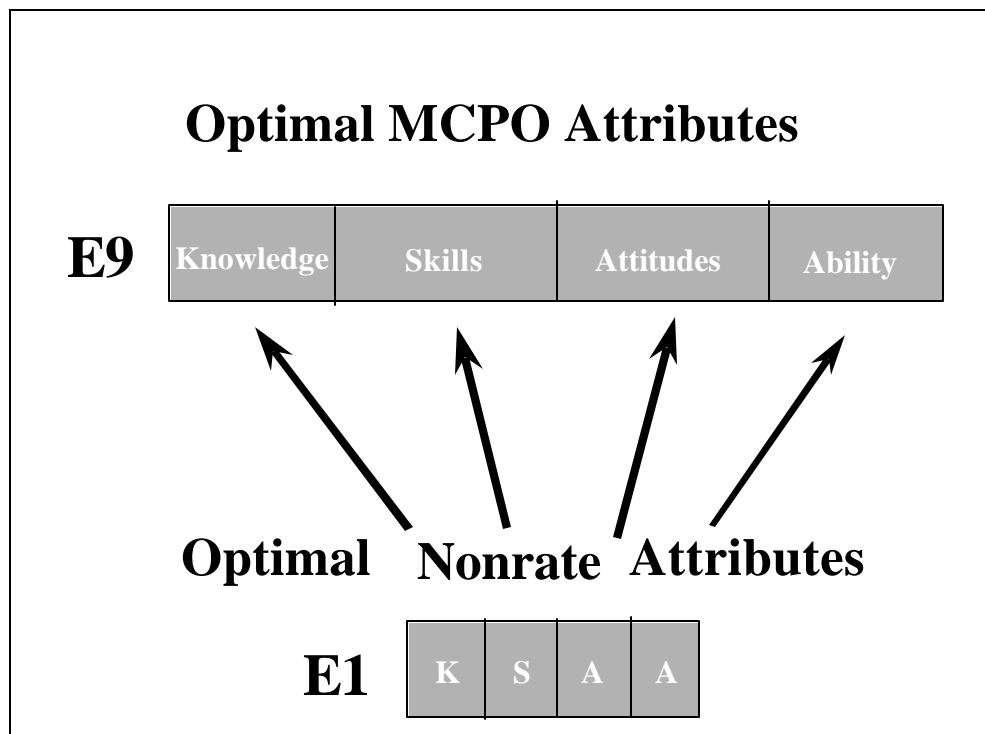 Optimal MCPO Attributes
E9 Knowledge Skills Attitudes Ability
Optimal Nonrate Attributes
E1 K S A A